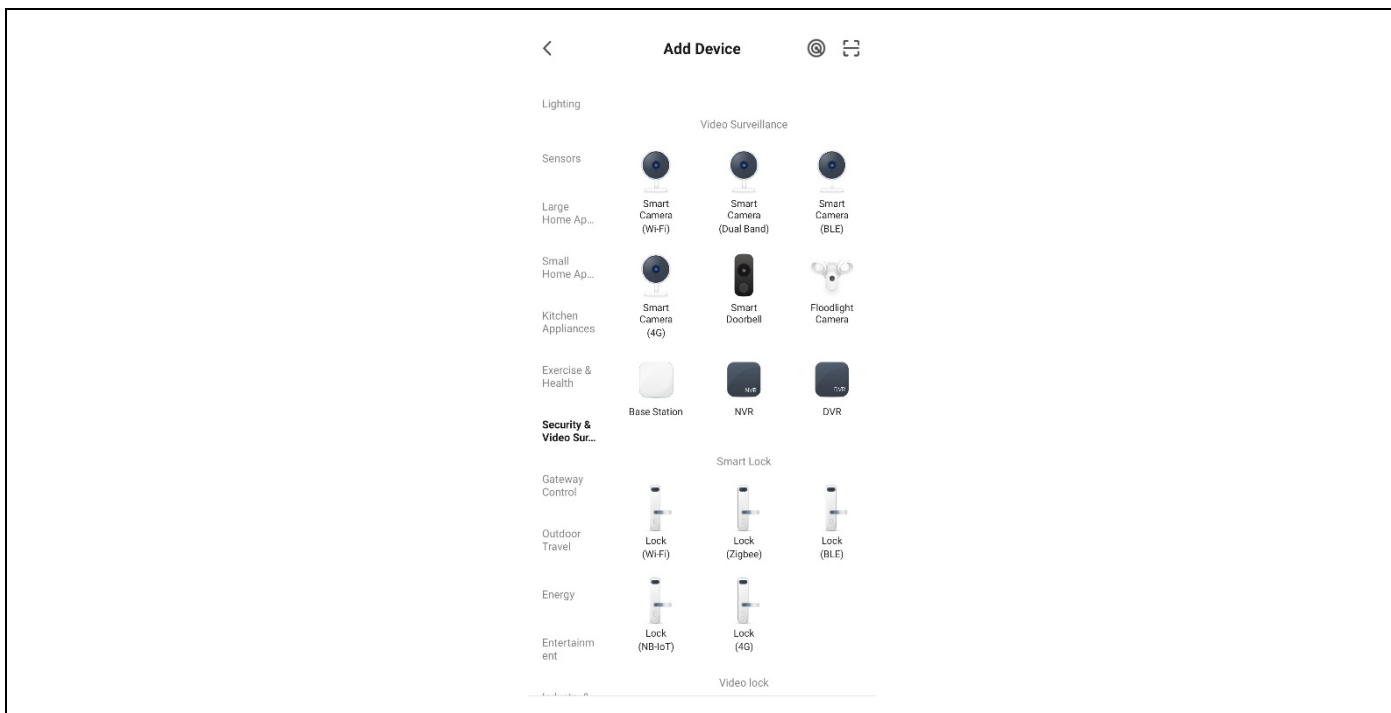 Add Device
Lighting
Sensors
Large
Home Ap...
Small
Home Ap...
Kitchen
Appliances
Exercise &
Health
Security &
Video Sur...
Gateway
Control
Outdoor
Travel
Energy
Entertainm
ent
Video Surveillance
Smart
Camera
(Wi-Fi)
Smart
Camera
(Dual Band)
Smart
Camera
(BLE)
Smart
Camera
(4G)
Smart
Doorbell
Floodlight
Camera
Base Station
NVR
NVR
DVR
DVR
Smart Lock
Lock
(Wi-Fi)
Lock
(Zigbee)
Lock
(BLE)
Lock
(NB-IoT)
Lock
(4G)
Video lock